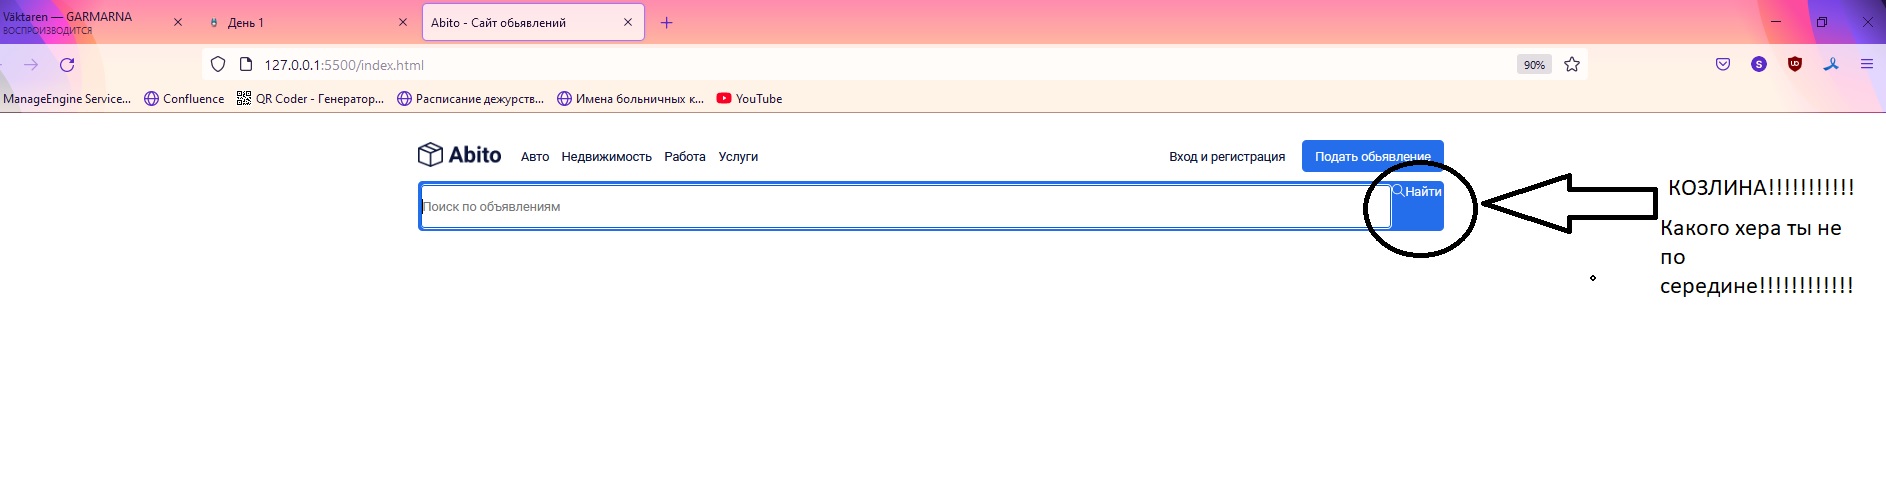 Väktaren — GARMARNA
ВОСПРОИЗВОДИТСЯ
День 1
Abito - Сайт обьявлений
127.0.0.1:5500/index.html
90%
ManageEngine Service...
Confluence
QR Coder - Генератор...
Расписание дежурств...
Имена больничных к...
YouTube
Abito
Авто Недвижимость Работа Услуги
Вход и регистрация
Подать обьявление
Поиск по объявлениям
Найти
КОЗЛИНА!!!!!!!!!!!
Какого хера ты не
по
середине!!!!!!!!!!!!